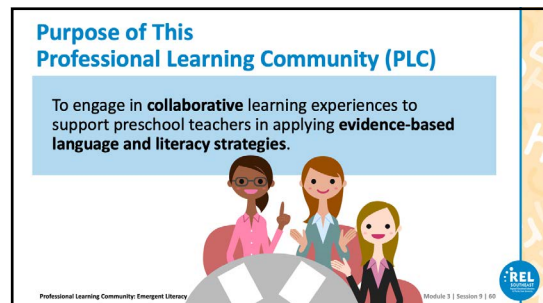 Purpose of This
Professional Learning Community (PLC)
To engage in collaborative learning experiences to
support preschool teachers in applying evidence-based
language and literacy strategies.
Professional Learning Community: Emergent Literacy
Module 3 | Session 9 | 60
REL
SOUTHEAST